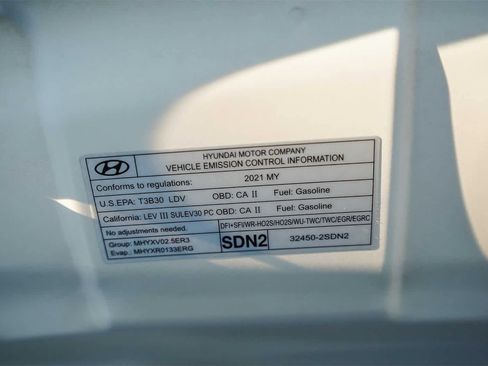 HYUNDAI MOTOR COMPANY
VEHICLE EMISSION CONTROL INFORMATION
Conforms to regulations: 2021 MY
U.S.EPA: T3B30 LDV OBD: CA II Fuel: Gasoline
California: LEV III SULEV30 PC OBD: CA II Fuel: Gasoline
No adjustments needed. DFI+SFI/WR-HO2S/HO2S/WU-TWC/TWC/EGR/EGRC
Group: MHYXV02.5ER3
Evap: MHYXR0133ERG
SDN2 32450-2SDN2